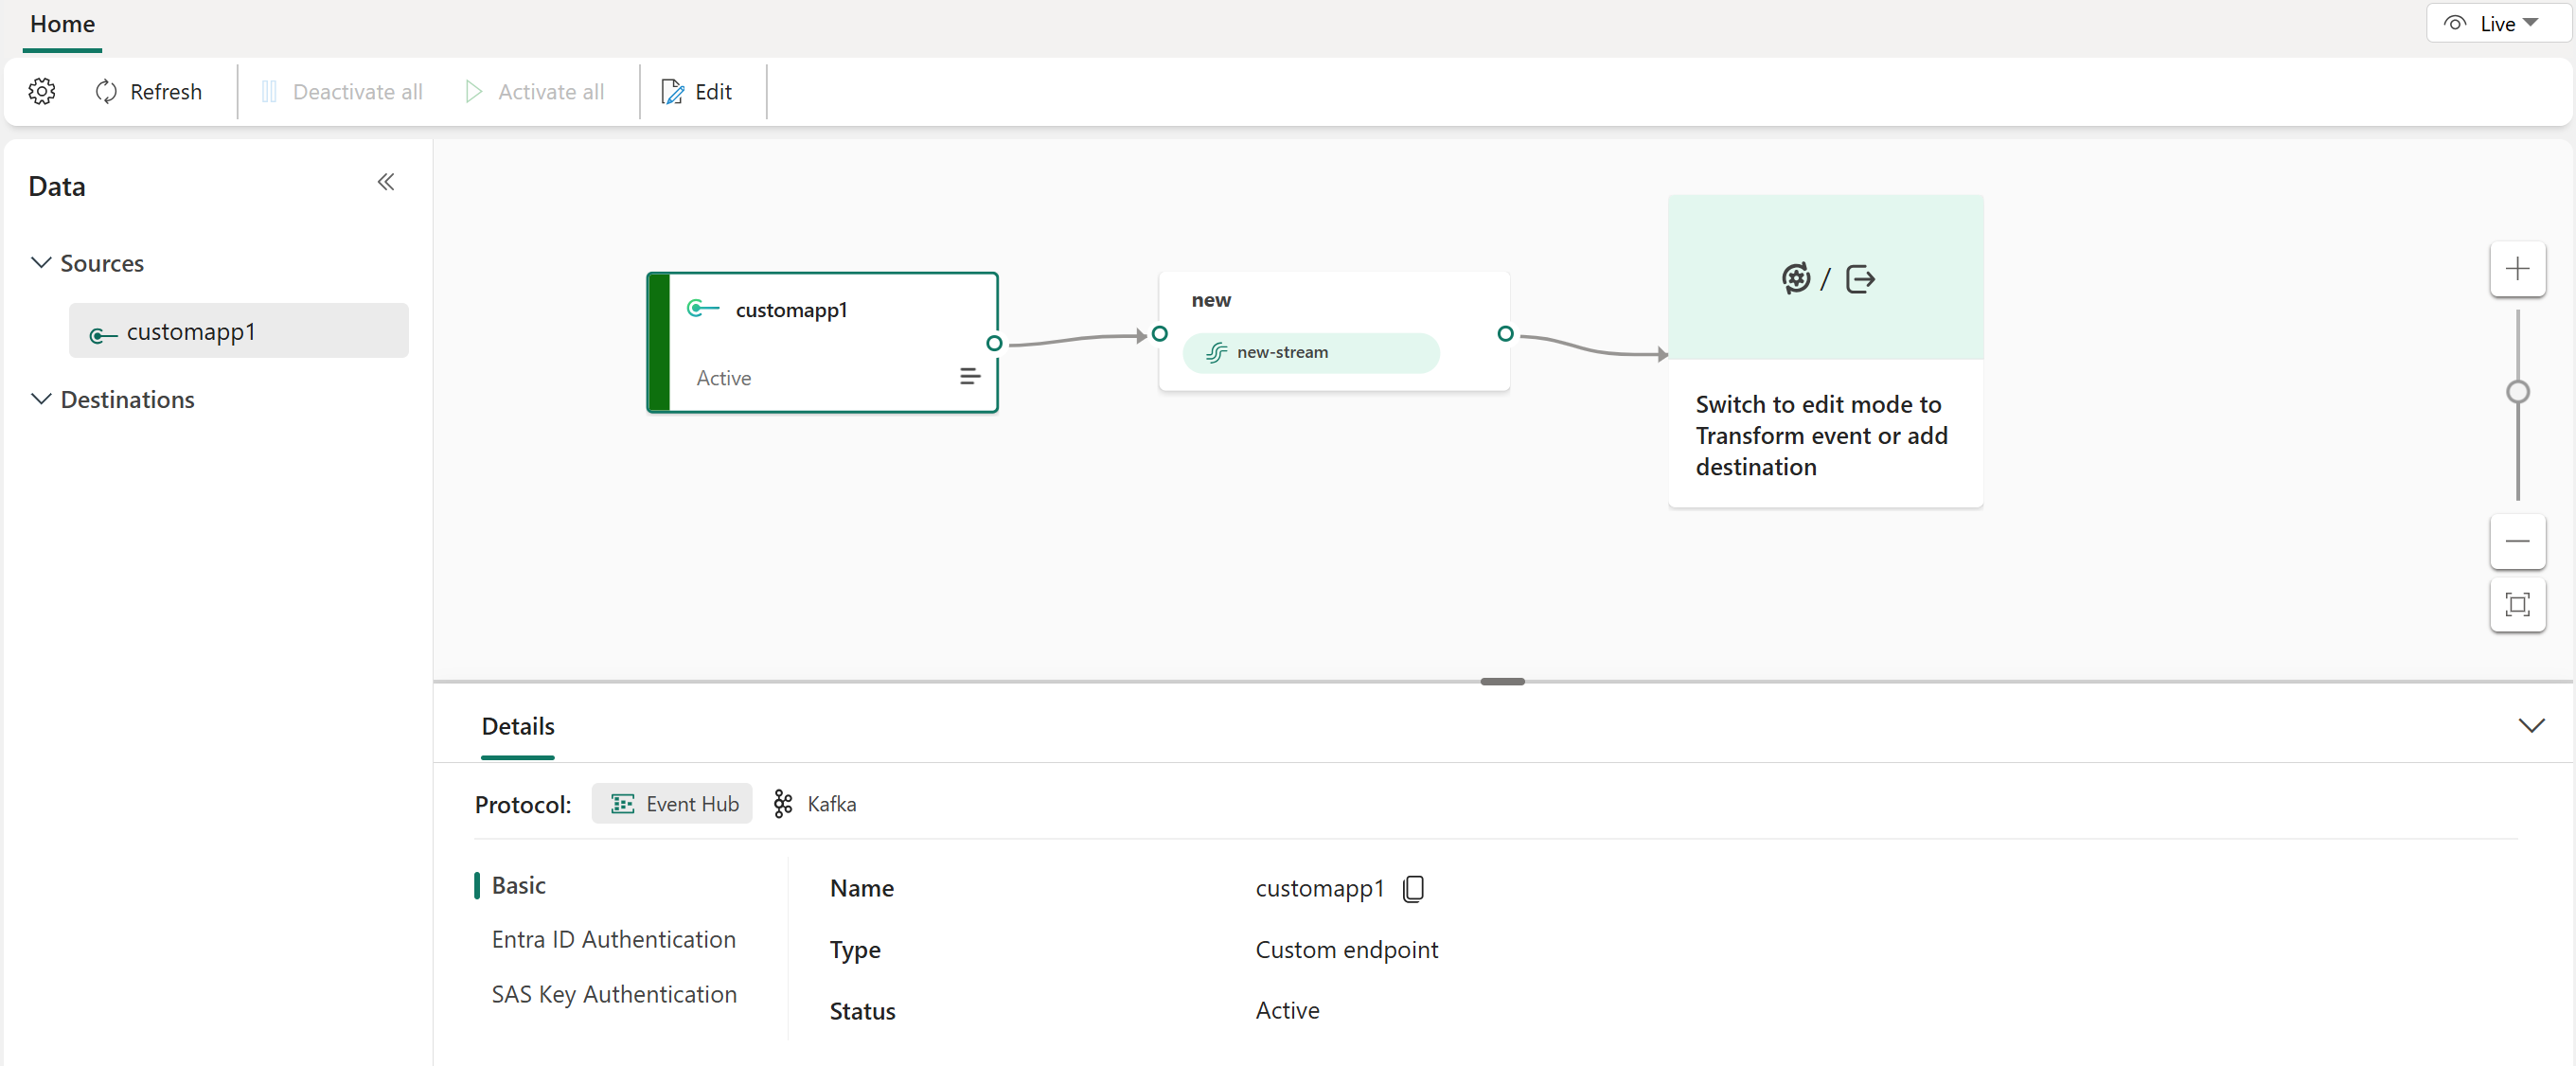 Home
Live
Refresh
Deactivate all
Activate all
Edit
Data
Sources
customapp1
Destinations
customapp1
Active
new
new-stream
/
Switch to edit mode to
Transform event or add
destination
Details
Protocol:
Event Hub
Kafka
Basic
Entra ID Authentication
SAS Key Authentication
Name
customapp1
Type
Custom endpoint
Status
Active